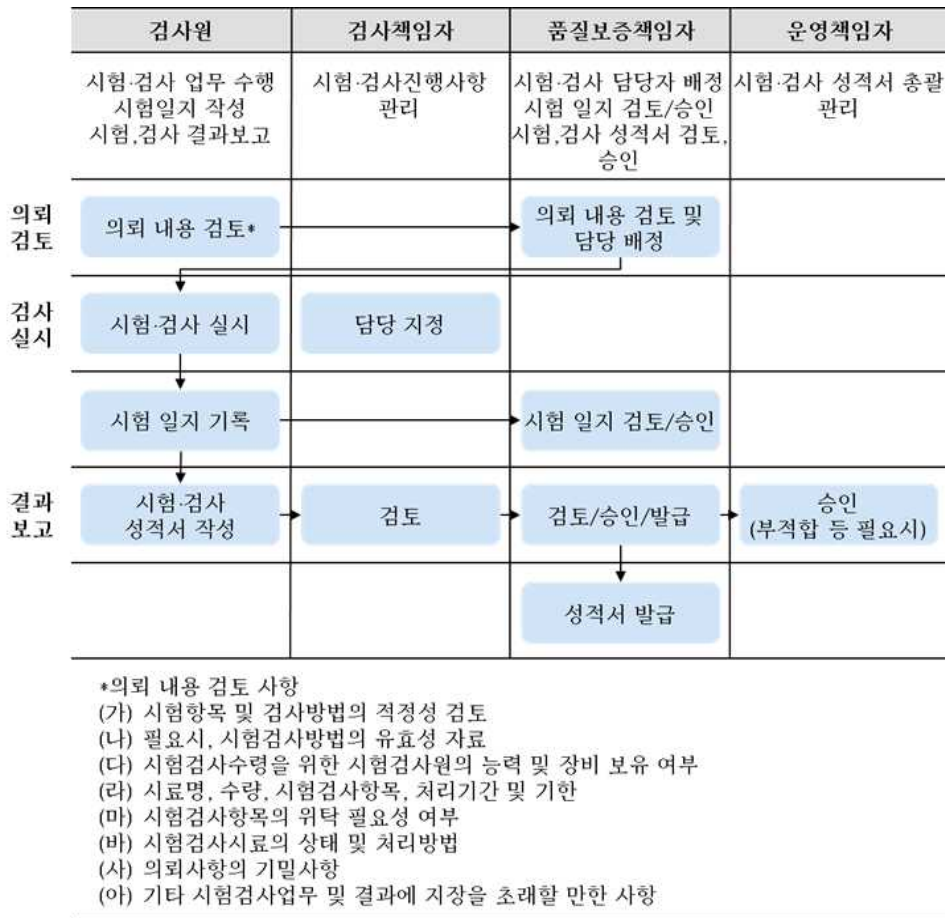 검사원 검사책임자 품질보증책임자 운영책임자
시험·검사 업무 수행
시험일지 작성
시험,검사 결과보고
시험·검사진행사항
관리
시험·검사 담당자 배정
시험 일지 검토/승인
시험,검사 성적서 검토,
승인
시험·검사 성적서 총괄
관리
의뢰
검토
의뢰 내용 검토*
의뢰 내용 검토 및
담당 배정
검사
실시
시험·검사 실시
담당 지정
시험 일지 기록
시험 일지 검토/승인
결과
보고
시험·검사
성적서 작성
검토
검토/승인/발급
승인
(부적합 등 필요시)
성적서 발급
*의뢰 내용 검토 사항
(가) 시험항목 및 검사방법의 적정성 검토
(나) 필요시, 시험검사방법의 유효성 자료
(다) 시험검사수령을 위한 시험검사원의 능력 및 장비 보유 여부
(라) 시료명, 수량, 시험검사항목, 처리기간 및 기한
(마) 시험검사항목의 위탁 필요성 여부
(바) 시험검사시료의 상태 및 처리방법
(사) 의뢰사항의 기밀사항
(아) 기타 시험검사업무 및 결과에 지장을 초래할 만한 사항